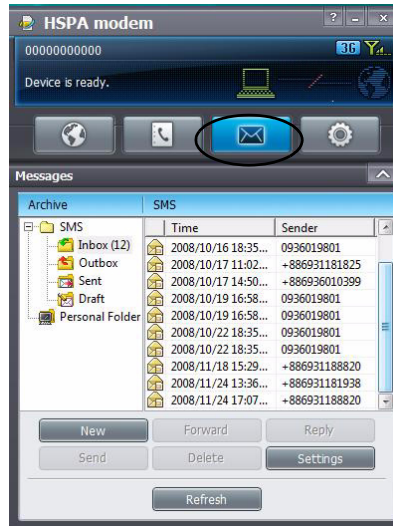 HSPA modem
00000000000 3G
Device is ready.
Messages
Archive SMS
SMS Time Sender
Inbox (12) 2008/10/16 18:35... 0936019801
Outbox 2008/10/17 11:02... +886931181825
Sent 2008/10/17 14:50... +886936010399
Draft 2008/10/19 16:58... 0936019801
Personal Folder 2008/10/19 16:58... 0936019801
2008/10/22 18:35... 0936019801
2008/10/22 18:35... 0936019801
2008/11/18 15:29... +886931188820
2008/11/24 13:36... +886931181938
2008/11/24 17:07... +886931188820
New Forward Reply
Send Delete Settings
Refresh